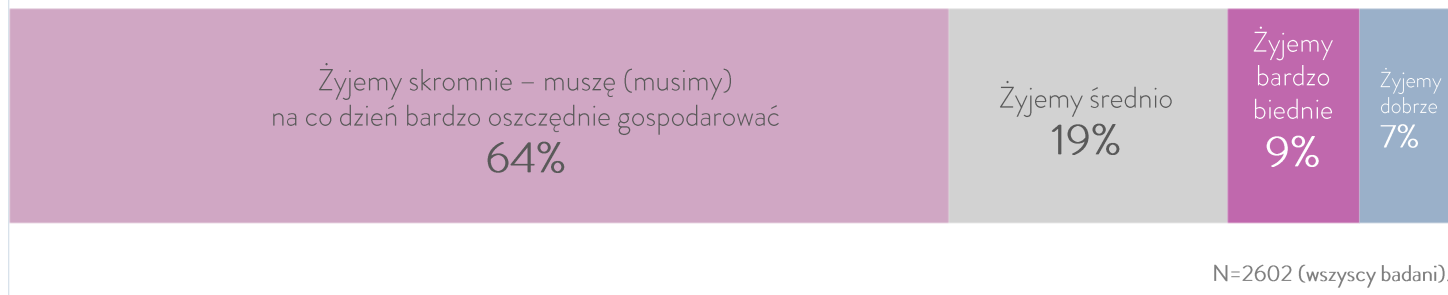 Żyjemy skromnie – muszę (musimy)
na co dzień bardzo oszczędnie gospodarować
64%
Żyjemy średnio
19%
Żyjemy
bardzo
biednie
9%
Żyjemy
dobrze
7%
N=2602 (wszyscy badani).